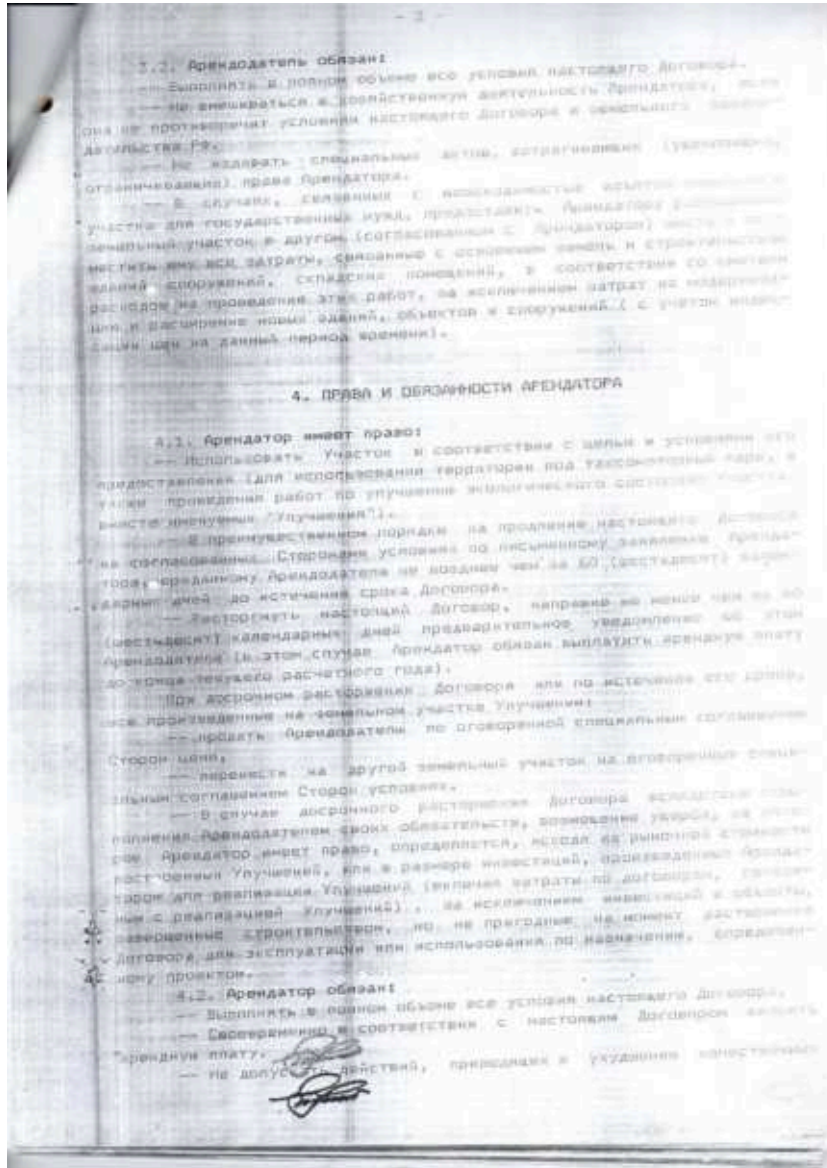 - 3 -
3.2. Арендодатель обязан:
-- Выполнять в полном объеме все условия настоящего Договора.
-- Не вмешиваться в хозяйственную деятельность Арендатора, если
она не противоречит условиям настоящего Договора и земельного законо-
дательства РФ.
-- Не издавать специальных актов, затрагивающих (ущемляющих,
ограничивающих) права Арендатора.
-- В случаях, связанных с необходимостью изъятия
участка для государственных нужд, предоставить Арендатору
земельный участок в другом (согласованном с Арендатором) месте и воз-
местить ему все затраты, связанные с освоением земель и строительством
зданий сооружений, складских помещений, в соответствии со сметами
расходов на проведение этих работ, за исключением затрат на модерниза-
цию и расширение новых зданий, объектов и сооружений ( с учетом индек-
сации цен на данный период времени).
4. ПРАВА И ОБЯЗАННОСТИ АРЕНДАТОРА
4.1. Арендатор имеет право:
-- Использовать Участок в соответствии с целью и условиями его
предоставления (для использования территории под таксомоторный парк, а
также проведения работ по улучшению экологического состояния Участка,
вместе именуемых "Улучшения").
-- В преимущественном порядке на продление настоящего Договора
на согласованных Сторонами условиях по письменному заявлению Аренда-
тора, переданному Арендодателю не позднее чем за 60 (шестьдесят) кален-
дарных дней до истечения срока Договора.
-- Расторгнуть настоящий Договор, направив не менее чем за 60
(шестьдесят) календарных дней предварительное уведомление об этом
Арендодателю (в этом случае Арендатор обязан выплатить арендную плату
до конца текущего расчетного года).
При досрочном расторжении Договора или по истечении его срока,
все произведенные на земельном участке Улучшения:
-- продать Арендодателю по оговоренной специальным соглашением
Сторон цене,
-- перенести на другой земельный участок на оговоренных специ-
альным соглашением Сторон условиях.
-- В случае досрочного расторжения Договора вследствие невы-
полнения Арендодателем своих обязательств, возмещение ущерба, на кото-
рое Арендатор имеет право, определяется, исходя из рыночной стоимости
построенных Улучшений, или в размере инвестиций, произведенных Аренда-
тором для реализации Улучшений (включая затраты по договорам, связан-
ным с реализацией Улучшений) , за исключением инвестиций в объекты,
завершенные строительством, но не пригодные на момент расторжения
Договора для эксплуатации или использования по назначению, определен-
ному проектом.
4.2. Арендатор обязан:
-- Выполнять в полном объеме все условия настоящего Договора.
-- Своевременно в соответствии с настоящим Договором вносить
арендную плату.
-- Не допускать действий, приводящих к ухудшению качественных